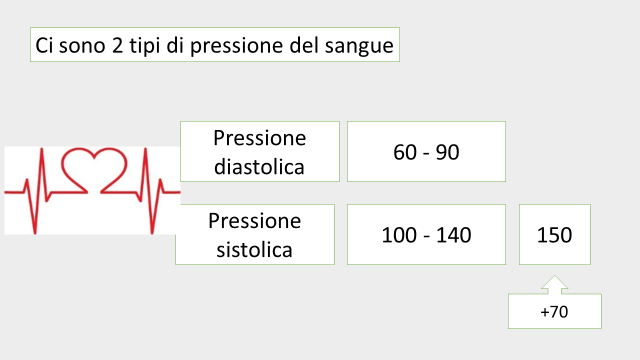 Ci sono 2 tipi di pressione del sangue
Pressione
diastolica
60 - 90
Pressione
sistolica
100 - 140
150
+70